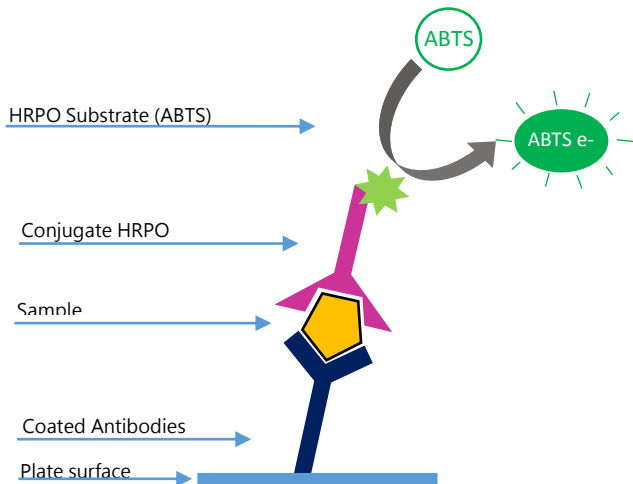 ABTS
HRPO Substrate (ABTS)
ABTS e-
Conjugate HRPO
Sample
Coated Antibodies
Plate surface